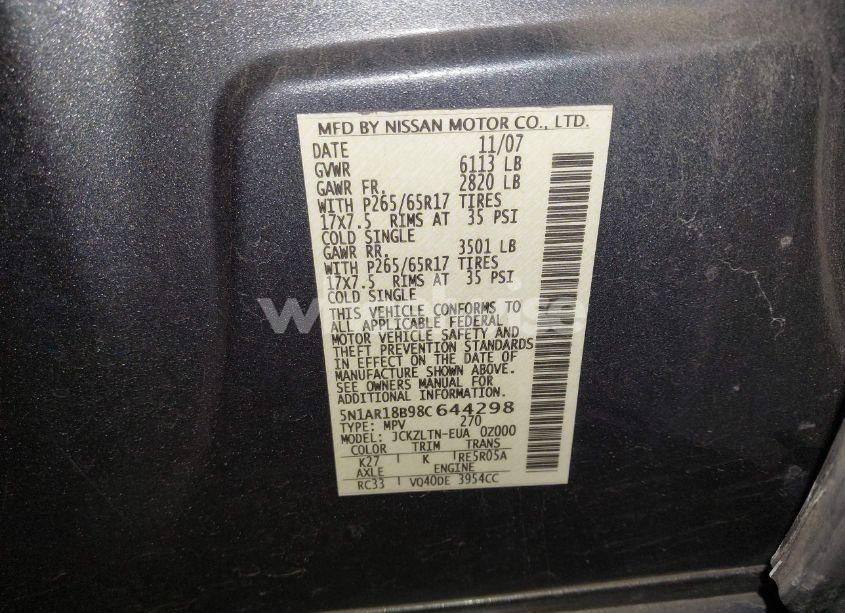 MFD BY NISSAN MOTOR CO., LTD.
DATE 11/07
GVWR 6113 LB
GAWR FR. 2820 LB
WITH P265/65R17 TIRES
17X7.5 RIMS AT 35 PSI
COLD SINGLE
GAWR RR. 3501 LB
WITH P265/65R17 TIRES
17X7.5 RIMS AT 35 PSI
COLD SINGLE
THIS VEHICLE CONFORMS TO
ALL APPLICABLE FEDERAL
MOTOR VEHICLE SAFETY AND
THEFT PREVENTION STANDARDS
IN EFFECT ON THE DATE OF
MANUFACTURE SHOWN ABOVE.
SEE OWNERS MANUAL FOR
ADDITIONAL INFORMATION.
5N1AR18B98C644298
TYPE: MPV 270
MODEL: JCKZLTN-EUA 0Z000
COLOR TRIM TRANS
K27 K RE5R05A
AXLE ENGINE
RC33 VQ40DE 3954CC